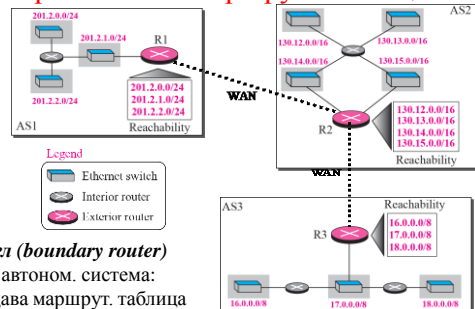 201.2.0.0/24
201.2.1.0/24
R1
201.2.2.0/24
201.2.0.0/24
201.2.1.0/24
201.2.2.0/24
Reachability
AS1
WAN
AS2
130.12.0.0/16
130.13.0.0/16
130.14.0.0/16
130.15.0.0/16
R2
130.12.0.0/16
130.13.0.0/16
130.14.0.0/16
130.15.0.0/16
Reachability
WAN
Legend
Ethernet switch
Interior router
Exterior router
AS3
Reachability
R3
16.0.0.0/8
17.0.0.0/8
18.0.0.0/8
16.0.0.0/8
17.0.0.0/8
18.0.0.0/8
(boundary router)
автоном. система:
маршрут. таблица